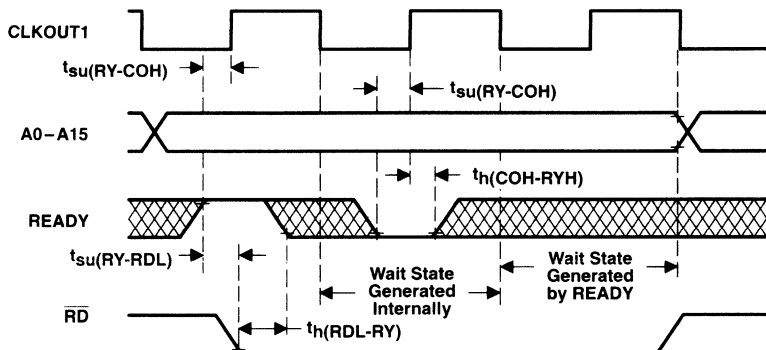 CLKOUT1
tsu(RY-COH)
tsu(RY-COH)
A0–A15
th(COH-RYH)
READY
tsu(RY-RDL)
Wait State
Generated
Internally
Wait State
Generated
by READY
RD
th(RDL-RY)